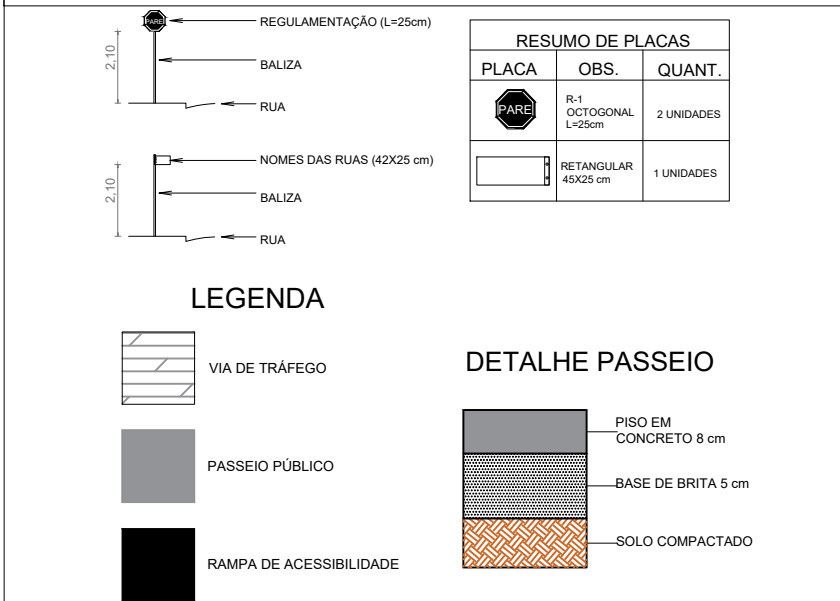 PARE
REGULAMENTAÇÃO (L=25cm)
2,10
BALIZA
RUA
NOMES DAS RUAS (42X25 cm)
2,10
BALIZA
RUA
RESUMO DE PLACAS
PLACA OBS. QUANT.
PARE
R-1
OCTOGONAL
L=25cm
2 UNIDADES
RETANGULAR
45X25 cm
1 UNIDADES
LEGENDA
VIA DE TRÁFEGO
PASSEIO PÚBLICO
RAMPA DE ACESSIBILIDADE
DETALHE PASSEIO
PISO EM
CONCRETO 8 cm
BASE DE BRITA 5 cm
SOLO COMPACTADO